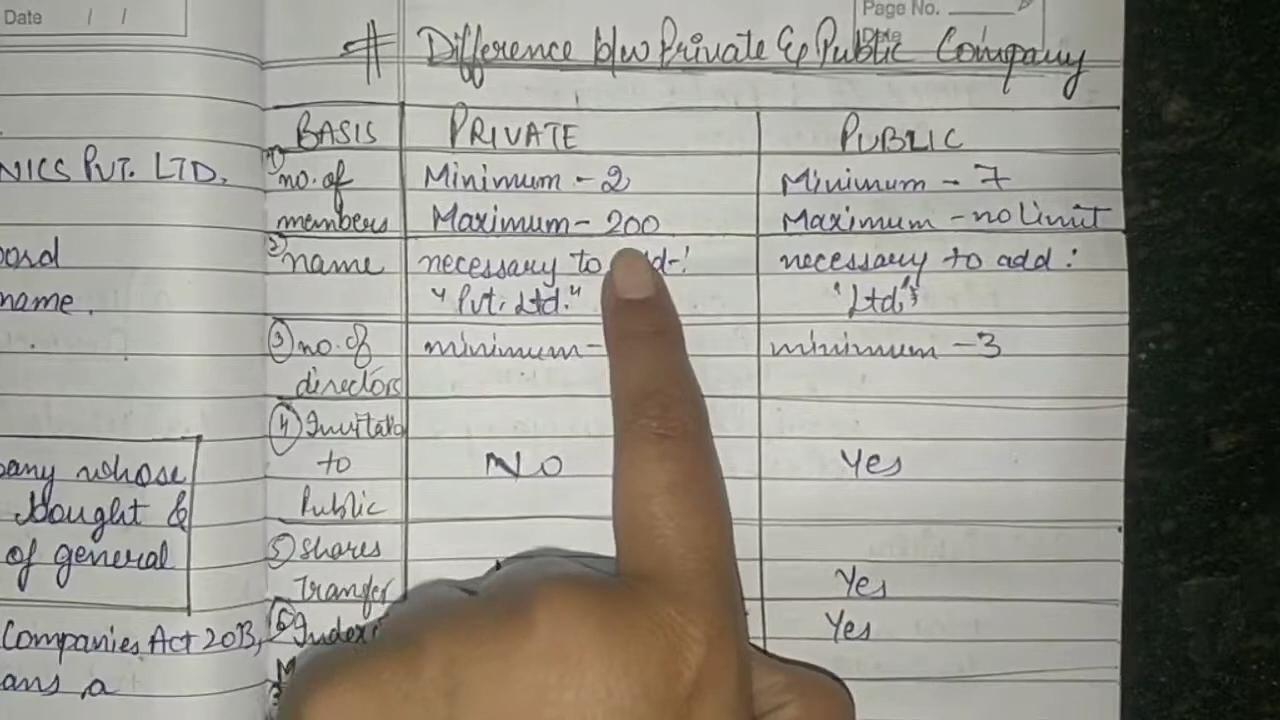 Date / /
Page No.
Date
# Difference b/w Private & Public Company
BASIS PRIVATE PUBLIC
NICS PVT. LTD.
① no. of Minimum - 2 Minimum - 7
members Maximum - 200 Maximum - no limit
② name necessary to add: necessary to add:
"Pvt. Ltd." "Ltd."
name.
③ no. of minimum - minimum - 3
directors
④
to No Yes
Public
any whose
bought &
of general
⑤ Shares
Transfer Yes
Companies Act 2013,
⑥ Yes
ans a